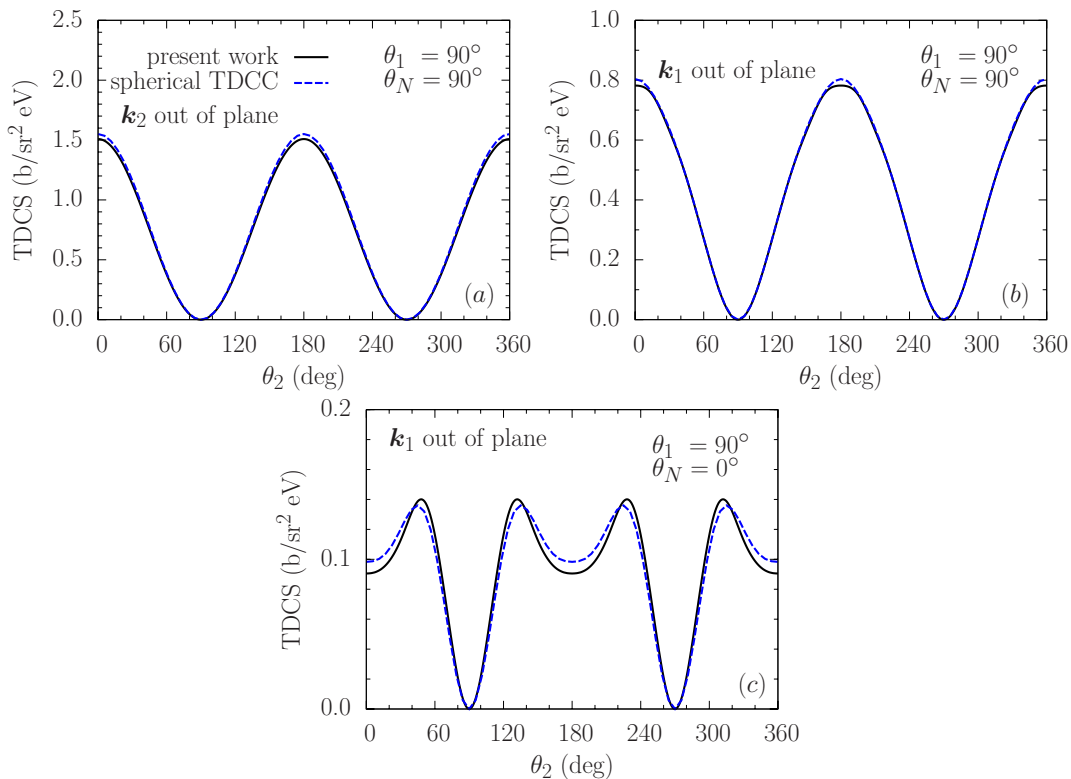 TDCS (b/sr² eV)
2.5
2.0
1.5
1.0
0.5
0.0
present work
spherical TDCC
k₂ out of plane
θ₁ = 90°
θ_N = 90°
(a)
0 60 120 180 240 300 360
θ₂ (deg)
TDCS (b/sr² eV)
1.0
0.8
0.6
0.4
0.2
0.0
k₁ out of plane
θ₁ = 90°
θ_N = 90°
(b)
0 60 120 180 240 300 360
θ₂ (deg)
TDCS (b/sr² eV)
0.2
0.1
0.0
k₁ out of plane
θ₁ = 90°
θ_N = 0°
(c)
0 60 120 180 240 300 360
θ₂ (deg)